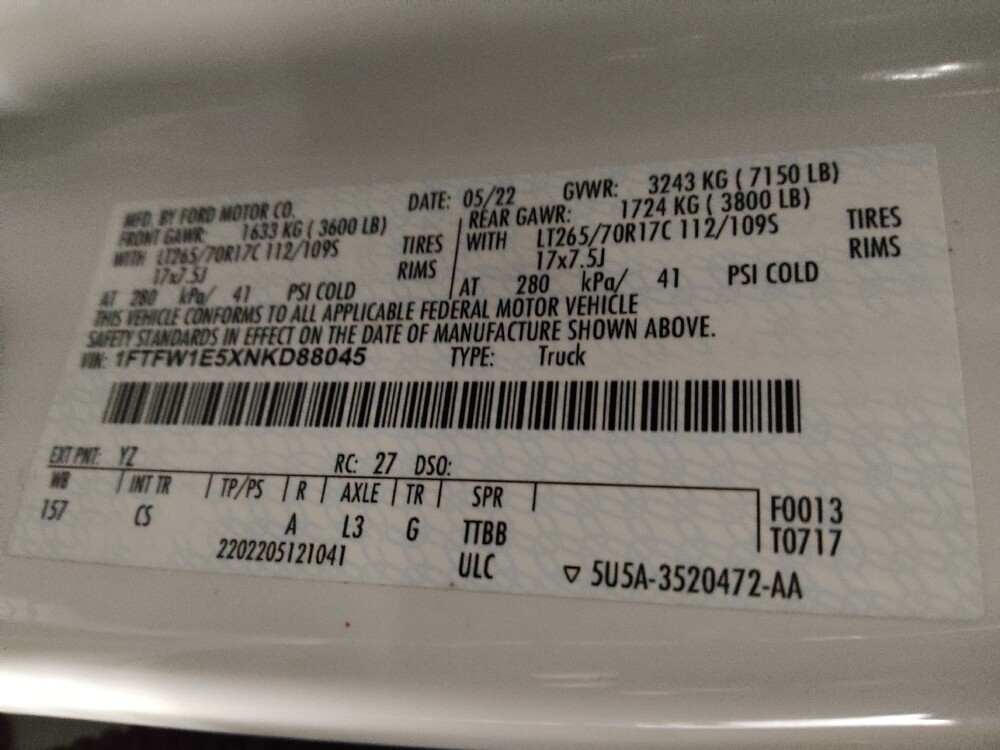 MFD. BY FORD MOTOR CO. DATE: 05/22 GVWR: 3243 KG ( 7150 LB)
FRONT GAWR: 1633 KG ( 3600 LB) REAR GAWR: 1724 KG ( 3800 LB)
WITH LT265/70R17C 112/109S TIRES WITH LT265/70R17C 112/109S TIRES
17x7.5J RIMS 17x7.5J RIMS
AT 280 kPa/ 41 PSI COLD AT 280 kPa/ 41 PSI COLD
THIS VEHICLE CONFORMS TO ALL APPLICABLE FEDERAL MOTOR VEHICLE
SAFETY STANDARDS IN EFFECT ON THE DATE OF MANUFACTURE SHOWN ABOVE.
VIN: 1FTFW1E5XNKD88045 TYPE: Truck
EXT PNT: YZ RC: 27 DSO:
WB INT TR TP/PS R AXLE TR SPR F0013
157 CS A L3 G TTBB T0717
2202205121041 ULC ▽ 5U5A-3520472-AA